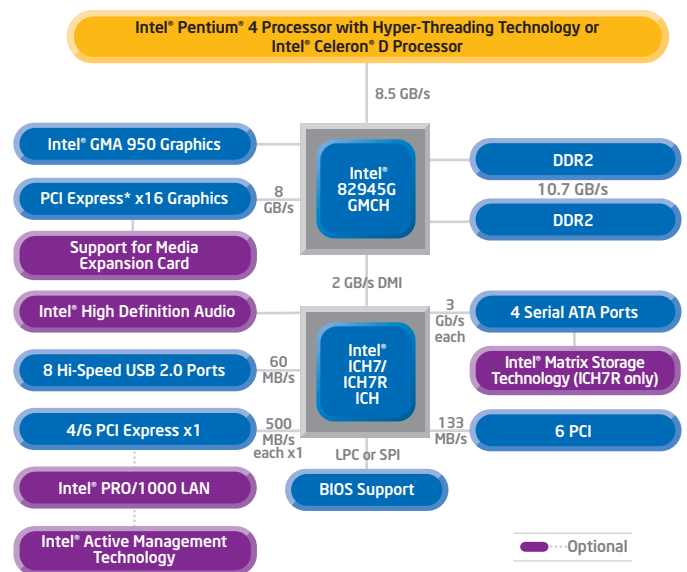 Intel® Pentium® 4 Processor with Hyper-Threading Technology or
Intel® Celeron® D Processor
8.5 GB/s
Intel® GMA 950 Graphics
PCI Express* x16 Graphics
8
GB/s
Support for Media
Expansion Card
Intel®
82945G
GMCH
DDR2
10.7 GB/s
DDR2
2 GB/s DMI
Intel® High Definition Audio
8 Hi-Speed USB 2.0 Ports
60
MB/s
4/6 PCI Express x1
500
MB/s
each x1
Intel® PRO/1000 LAN
Intel® Active Management
Technology
Intel®
ICH7/
ICH7R
ICH
3
Gb/s
each
4 Serial ATA Ports
Intel® Matrix Storage
Technology (ICH7R only)
133
MB/s
6 PCI
LPC or SPI
BIOS Support
Optional